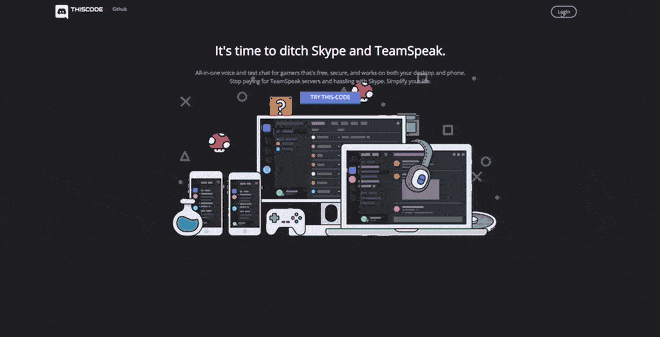 THISCODE
Github
Login
It's time to ditch Skype and TeamSpeak.
All-in-one voice and text chat for gamers that's free, secure, and works on both your desktop and phone.
Stop paying for TeamSpeak servers and hassling with Skype. Simplify your life.
TRY THIS-CODE
?